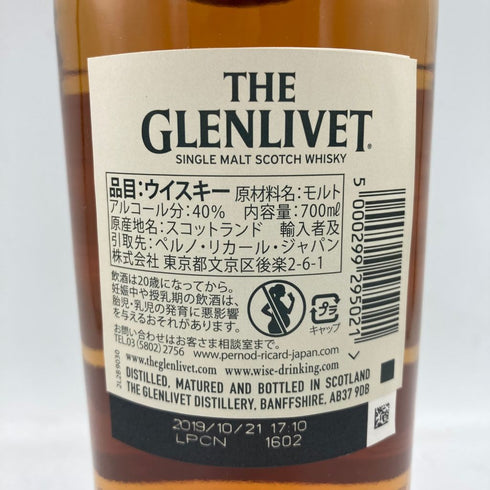 THE
GLENLIVET®
SINGLE MALT SCOTCH WHISKY
品目:ウイスキー 原材料名:モルト
アルコール分:40% 内容量:700㎖
原産地名:スコットランド 輸入者及
引取先:ペルノ・リカール・ジャパン
株式会社 東京都文京区後楽2-6-1
飲酒は20歳になってから。
妊娠中や授乳期の飲酒は、
胎児・乳児の発育に悪影響
を与えるおそれがあります。
プラ
キャップ
お問い合わせはお客さま相談室まで。
TEL.03 (5802) 2756 www.pernod-ricard-japan.com
www.theglenlivet.com www.wise-drinking.com
DISTILLED, MATURED AND BOTTLED IN SCOTLAND
THE GLENLIVET DISTILLERY, BANFFSHIRE, AB37 9DB
5 000299 295021 >
2L2B9030
2019/10/21 17:10
LPCN 1602